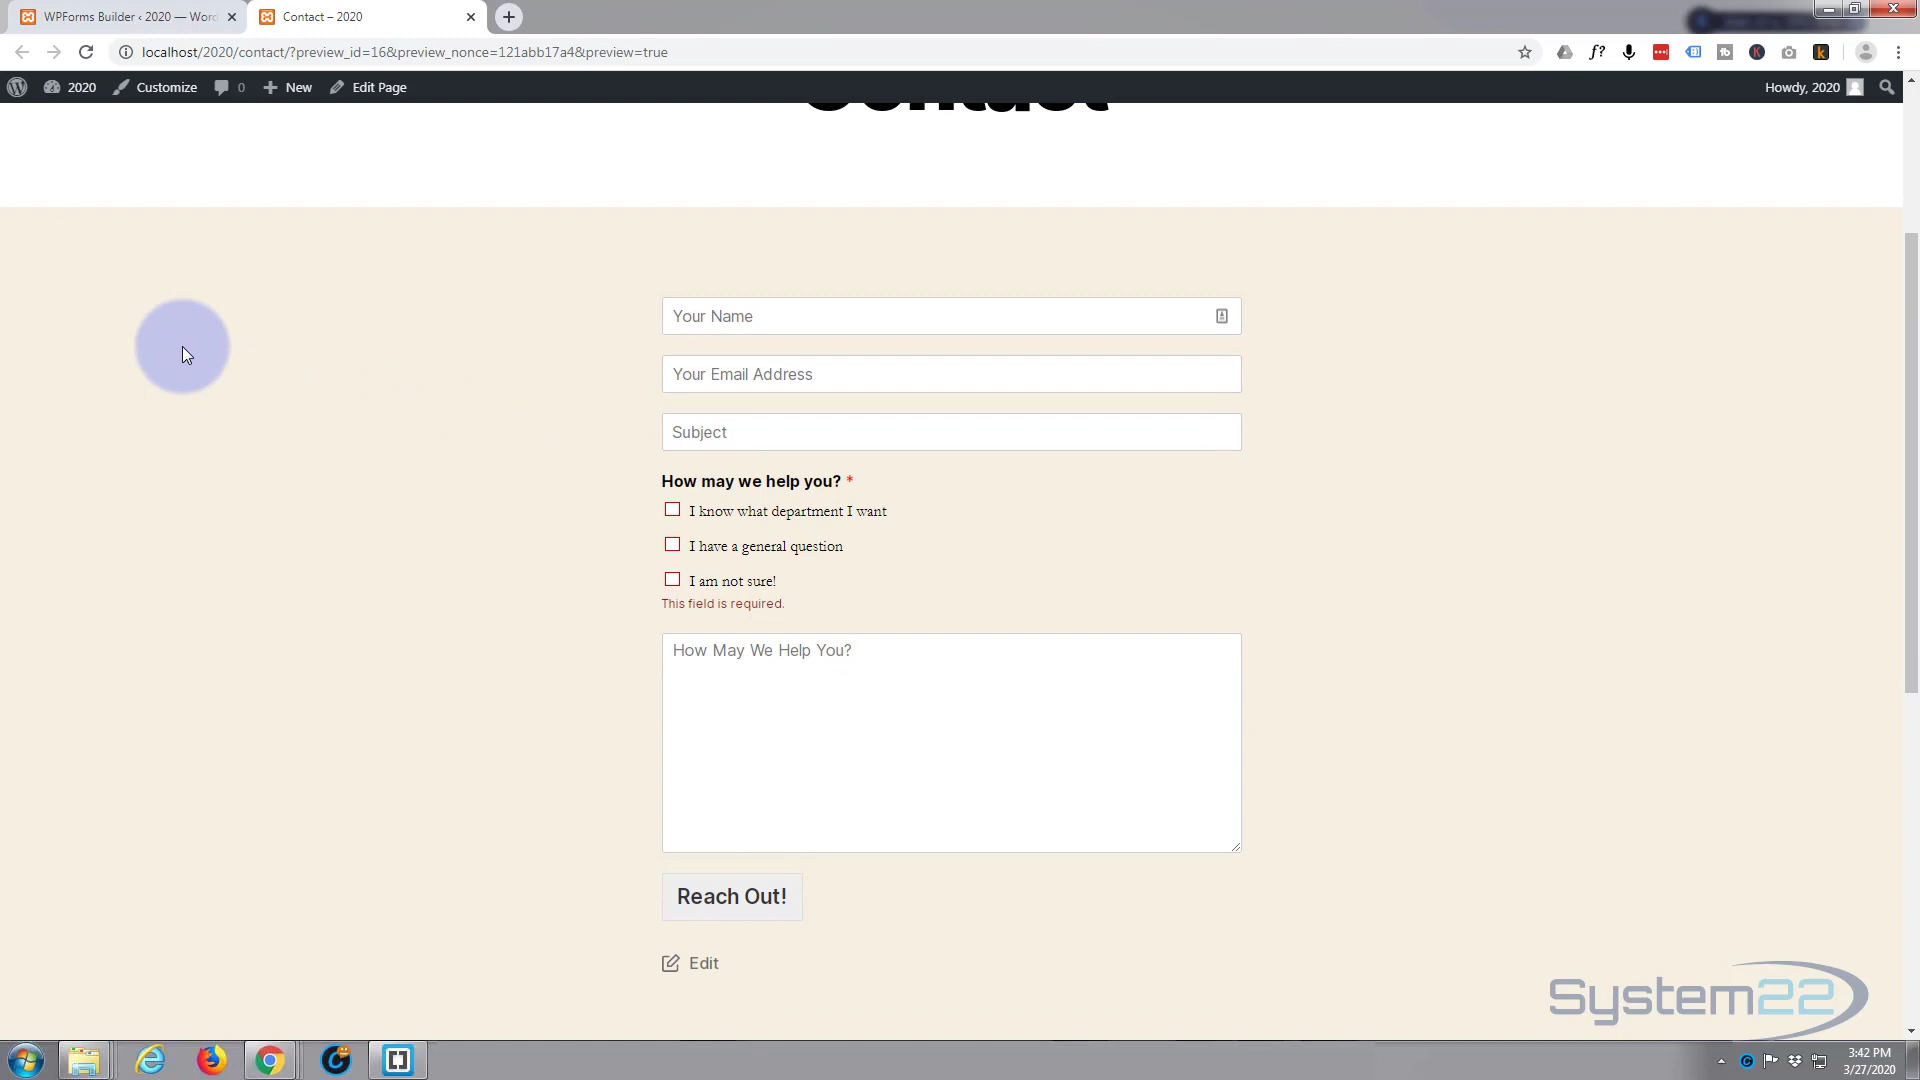 WPForms Builder ‹ 2020 — Word
Contact – 2020
localhost/2020/contact/?preview_id=16&preview_nonce=121abb17a4&preview=true
2020
Customize
0
New
Edit Page
Howdy, 2020
Contact
Your Name
Your Email Address
Subject
How may we help you? *
I know what department I want
I have a general question
I am not sure!
This field is required.
How May We Help You?
Reach Out!
Edit
System22
3:42 PM
3/27/2020